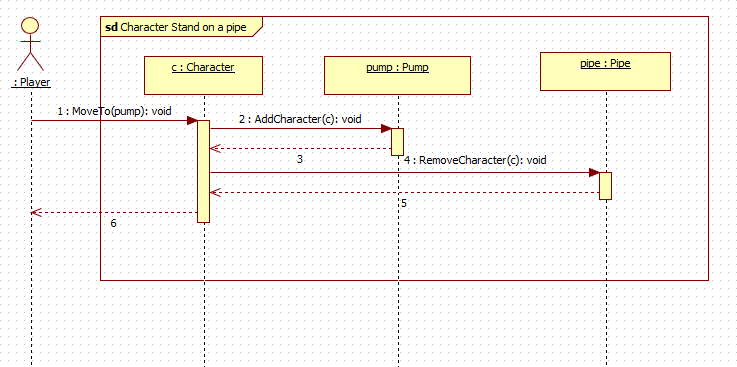 sd Character Stand on a pipe
c : Character
pump : Pump
pipe : Pipe
: Player
1 : MoveTo(pump): void
2 : AddCharacter(c): void
3
4 : RemoveCharacter(c): void
5
6